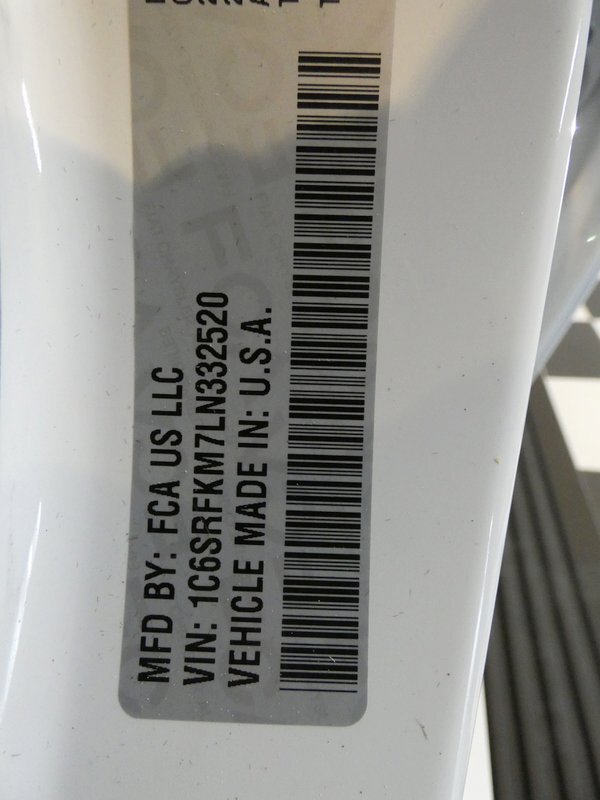 MFD BY: FCA US LLC
VIN: 1C6SRFKM7LN332520
VEHICLE MADE IN: U.S.A.